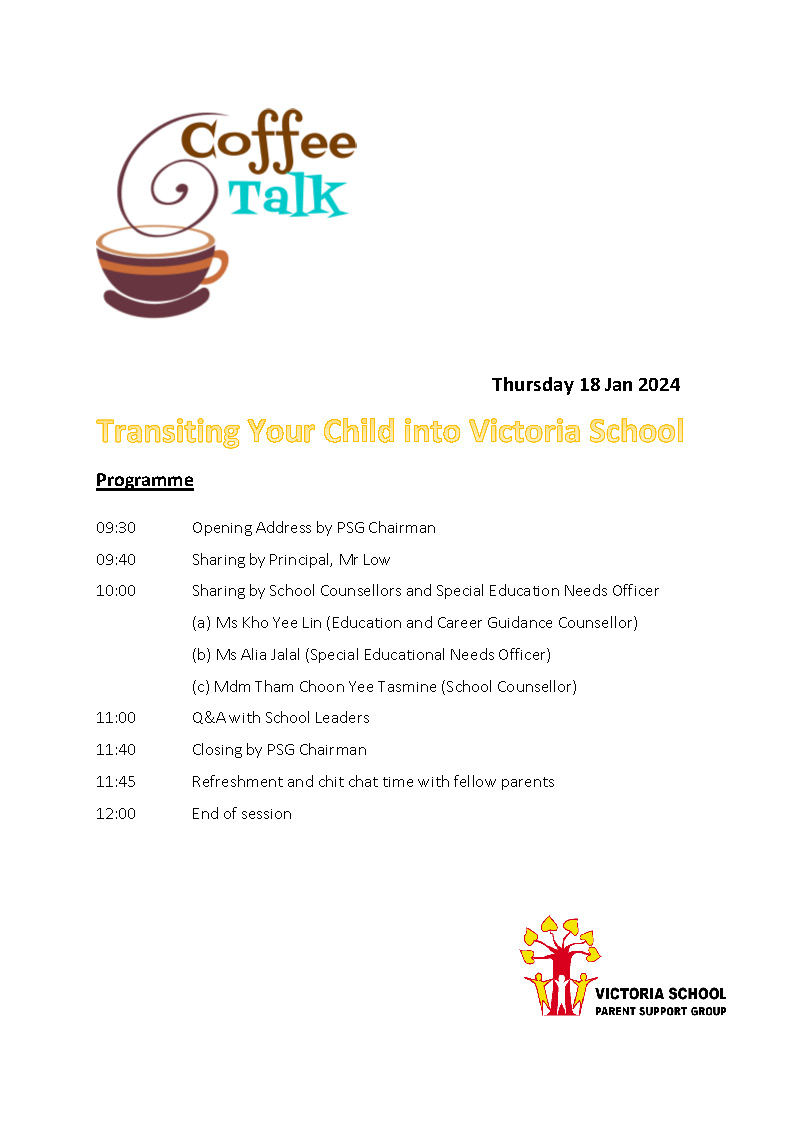 Coffee
Talk
Thursday 18 Jan 2024
Transiting Your Child into Victoria School
Programme
09:30 Opening Address by PSG Chairman
09:40 Sharing by Principal, Mr Low
10:00 Sharing by School Counsellors and Special Education Needs Officer
(a) Ms Kho Yee Lin (Education and Career Guidance Counsellor)
(b) Ms Alia Jalal (Special Educational Needs Officer)
(c) Mdm Tham Choon Yee Tasmine (School Counsellor)
11:00 Q&A with School Leaders
11:40 Closing by PSG Chairman
11:45 Refreshment and chit chat time with fellow parents
12:00 End of session
VICTORIA SCHOOL
PARENT SUPPORT GROUP